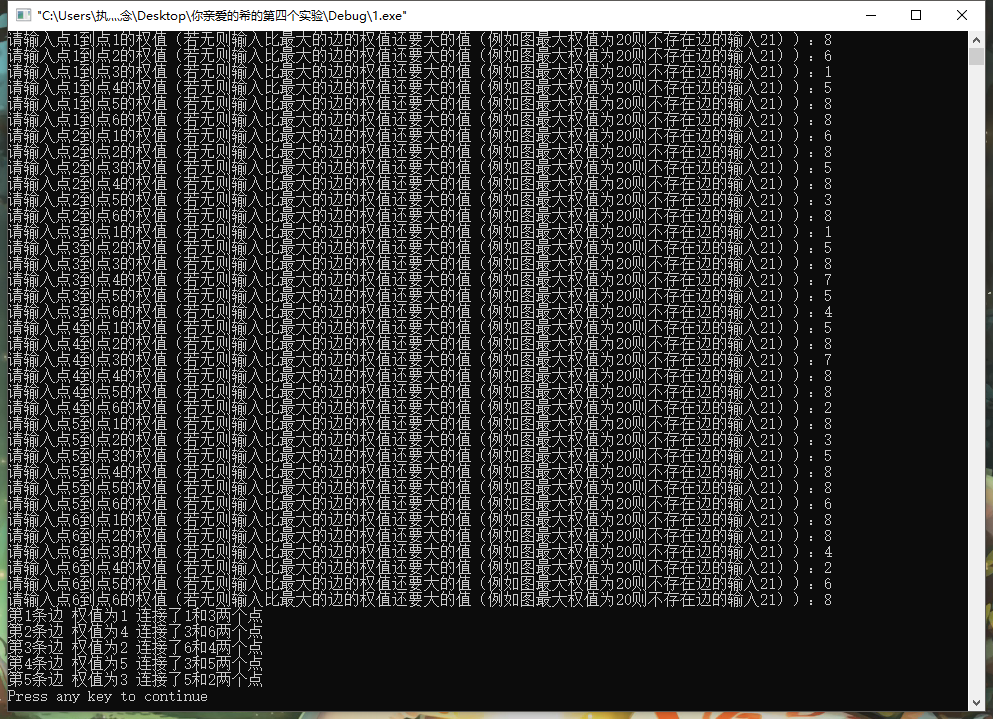 "C:\Users\执灬念\Desktop\你亲爱的希的第四个实验\Debug\1.exe"
请输入点1到点1的权值（若无则输入比最大的边的权值还要大的值（例如图最大权值为20则不存在边的输入21））：8
请输入点1到点2的权值（若无则输入比最大的边的权值还要大的值（例如图最大权值为20则不存在边的输入21））：6
请输入点1到点3的权值（若无则输入比最大的边的权值还要大的值（例如图最大权值为20则不存在边的输入21））：1
请输入点1到点4的权值（若无则输入比最大的边的权值还要大的值（例如图最大权值为20则不存在边的输入21））：5
请输入点1到点5的权值（若无则输入比最大的边的权值还要大的值（例如图最大权值为20则不存在边的输入21））：8
请输入点1到点6的权值（若无则输入比最大的边的权值还要大的值（例如图最大权值为20则不存在边的输入21））：8
请输入点2到点1的权值（若无则输入比最大的边的权值还要大的值（例如图最大权值为20则不存在边的输入21））：6
请输入点2到点2的权值（若无则输入比最大的边的权值还要大的值（例如图最大权值为20则不存在边的输入21））：8
请输入点2到点3的权值（若无则输入比最大的边的权值还要大的值（例如图最大权值为20则不存在边的输入21））：5
请输入点2到点4的权值（若无则输入比最大的边的权值还要大的值（例如图最大权值为20则不存在边的输入21））：8
请输入点2到点5的权值（若无则输入比最大的边的权值还要大的值（例如图最大权值为20则不存在边的输入21））：3
请输入点2到点6的权值（若无则输入比最大的边的权值还要大的值（例如图最大权值为20则不存在边的输入21））：8
请输入点3到点1的权值（若无则输入比最大的边的权值还要大的值（例如图最大权值为20则不存在边的输入21））：1
请输入点3到点2的权值（若无则输入比最大的边的权值还要大的值（例如图最大权值为20则不存在边的输入21））：5
请输入点3到点3的权值（若无则输入比最大的边的权值还要大的值（例如图最大权值为20则不存在边的输入21））：8
请输入点3到点4的权值（若无则输入比最大的边的权值还要大的值（例如图最大权值为20则不存在边的输入21））：7
请输入点3到点5的权值（若无则输入比最大的边的权值还要大的值（例如图最大权值为20则不存在边的输入21））：5
请输入点3到点6的权值（若无则输入比最大的边的权值还要大的值（例如图最大权值为20则不存在边的输入21））：4
请输入点4到点1的权值（若无则输入比最大的边的权值还要大的值（例如图最大权值为20则不存在边的输入21））：5
请输入点4到点2的权值（若无则输入比最大的边的权值还要大的值（例如图最大权值为20则不存在边的输入21））：8
请输入点4到点3的权值（若无则输入比最大的边的权值还要大的值（例如图最大权值为20则不存在边的输入21））：7
请输入点4到点4的权值（若无则输入比最大的边的权值还要大的值（例如图最大权值为20则不存在边的输入21））：8
请输入点4到点5的权值（若无则输入比最大的边的权值还要大的值（例如图最大权值为20则不存在边的输入21））：8
请输入点4到点6的权值（若无则输入比最大的边的权值还要大的值（例如图最大权值为20则不存在边的输入21））：2
请输入点5到点1的权值（若无则输入比最大的边的权值还要大的值（例如图最大权值为20则不存在边的输入21））：8
请输入点5到点2的权值（若无则输入比最大的边的权值还要大的值（例如图最大权值为20则不存在边的输入21））：3
请输入点5到点3的权值（若无则输入比最大的边的权值还要大的值（例如图最大权值为20则不存在边的输入21））：5
请输入点5到点4的权值（若无则输入比最大的边的权值还要大的值（例如图最大权值为20则不存在边的输入21））：8
请输入点5到点5的权值（若无则输入比最大的边的权值还要大的值（例如图最大权值为20则不存在边的输入21））：8
请输入点5到点6的权值（若无则输入比最大的边的权值还要大的值（例如图最大权值为20则不存在边的输入21））：6
请输入点6到点1的权值（若无则输入比最大的边的权值还要大的值（例如图最大权值为20则不存在边的输入21））：8
请输入点6到点2的权值（若无则输入比最大的边的权值还要大的值（例如图最大权值为20则不存在边的输入21））：8
请输入点6到点3的权值（若无则输入比最大的边的权值还要大的值（例如图最大权值为20则不存在边的输入21））：4
请输入点6到点4的权值（若无则输入比最大的边的权值还要大的值（例如图最大权值为20则不存在边的输入21））：2
请输入点6到点5的权值（若无则输入比最大的边的权值还要大的值（例如图最大权值为20则不存在边的输入21））：6
请输入点6到点6的权值（若无则输入比最大的边的权值还要大的值（例如图最大权值为20则不存在边的输入21））：8
第1条边 权值为1 连接了1和3两个点
第2条边 权值为4 连接了3和6两个点
第3条边 权值为2 连接了6和4两个点
第4条边 权值为5 连接了3和5两个点
第5条边 权值为3 连接了5和2两个点
Press any key to continue